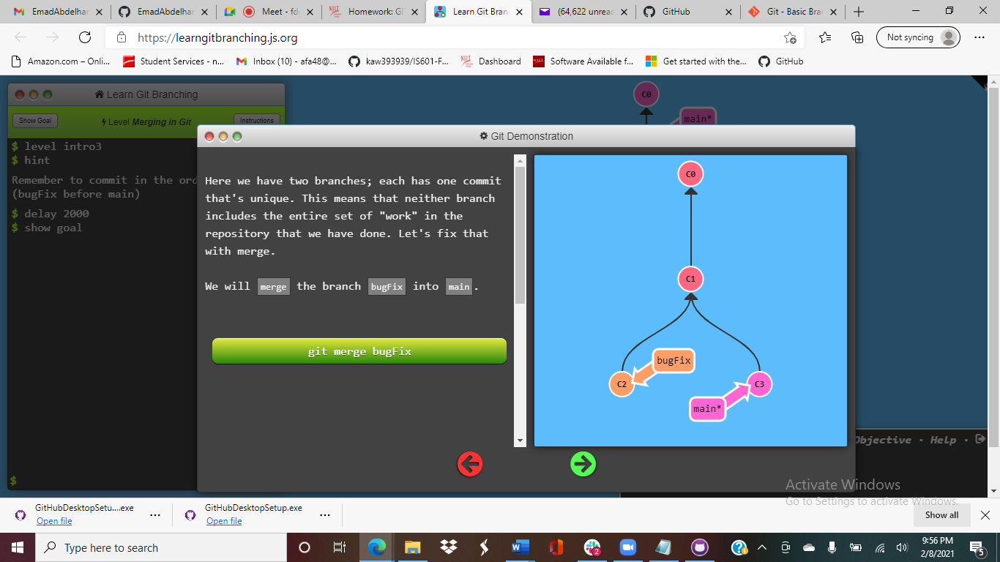 EmadAbdelhar
EmadAbdelhar
Meet - fd
Homework: G
Learn Git Bran
(64,622 unrea
GitHub
Git - Basic Bra
https://learngitbranching.js.org
Not syncing
Amazon.com – Onli...
Student Services - n...
Inbox (10) - afa48@...
kaw393939/IS601-F...
Dashboard
Software Available f...
Get started with the...
GitHub
Learn Git Branching
Show Goal
Level Merging in Git
Instructions
$ level intro3
$ hint
Remember to commit in the ord
(bugFix before main)
$ delay 2000
$ show goal
$
C0
main*
Git Demonstration
Here we have two branches; each has one commit
that's unique. This means that neither branch
includes the entire set of "work" in the
repository that we have done. Let's fix that
with merge.
We will merge the branch bugFix into main.
git merge bugFix
C0
C1
bugFix
C2
C3
main*
Objective · Help ·
Activate Windows
Go to Settings to activate Windows.
GitHubDesktopSetu....exe
Open file
GitHubDesktopSetup.exe
Open file
Show all
Type here to search
2
9:56 PM
2/8/2021
5